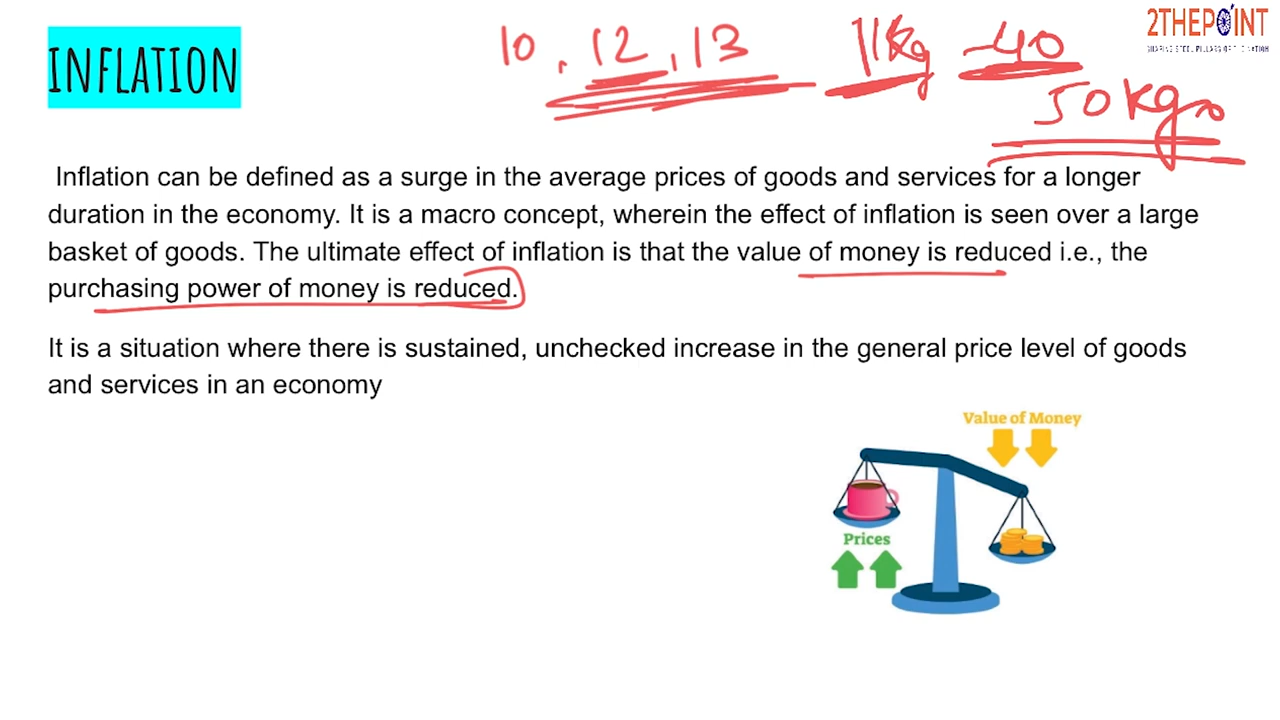 INFLATION
10, 12, 13
11kg - 40
50 kgs
2THEPOINT
Inflation can be defined as a surge in the average prices of goods and services for a longer
duration in the economy. It is a macro concept, wherein the effect of inflation is seen over a large
basket of goods. The ultimate effect of inflation is that the value of money is reduced i.e., the
purchasing power of money is reduced.
It is a situation where there is sustained, unchecked increase in the general price level of goods
and services in an economy
Value of Money
Prices